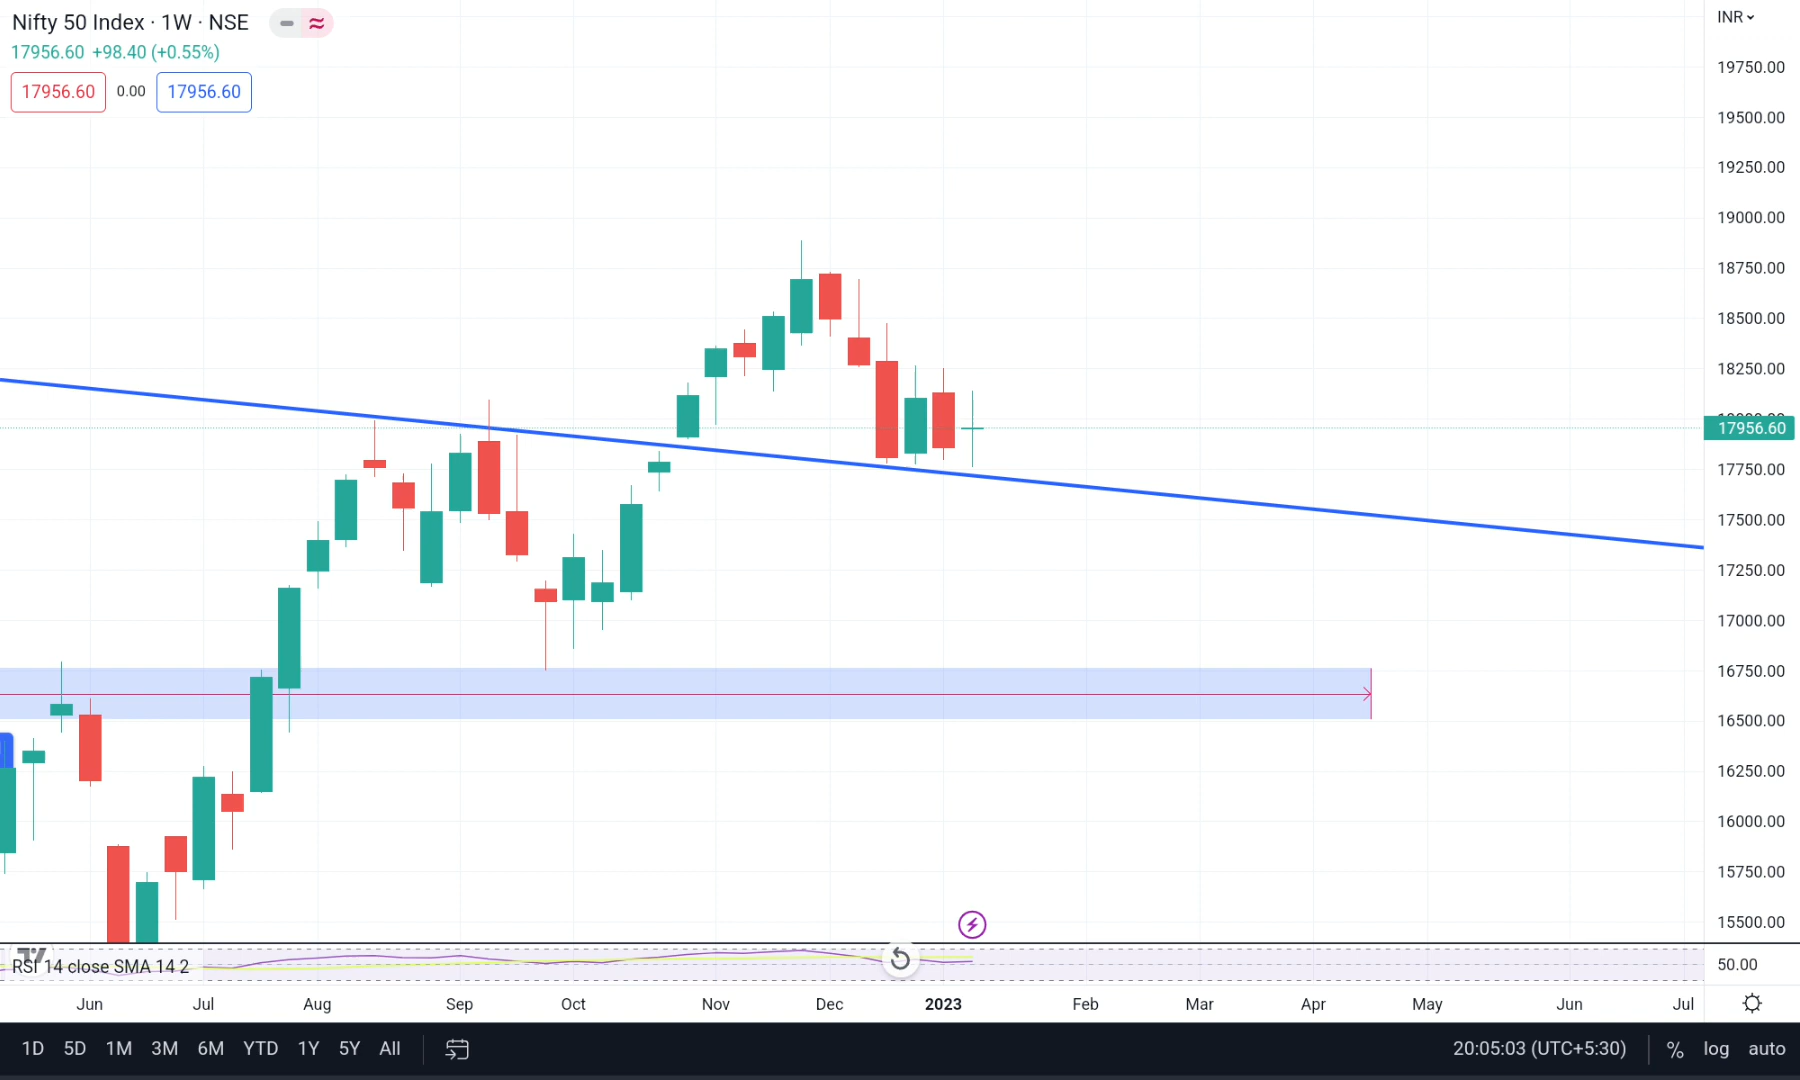 Nifty 50 Index · 1W · NSE
INR
17956.60 +98.40 (+0.55%)
17956.60 0.00 17956.60
19750.00
19500.00
19250.00
19000.00
18750.00
18500.00
18250.00
17956.60
17750.00
17500.00
17250.00
17000.00
16750.00
16500.00
16250.00
16000.00
15750.00
15500.00
RSI 14 close SMA 14 2
50.00
Jun Jul Aug Sep Oct Nov Dec 2023 Feb Mar Apr May Jun Jul
1D 5D 1M 3M 6M YTD 1Y 5Y All 20:05:03 (UTC+5:30) % log auto